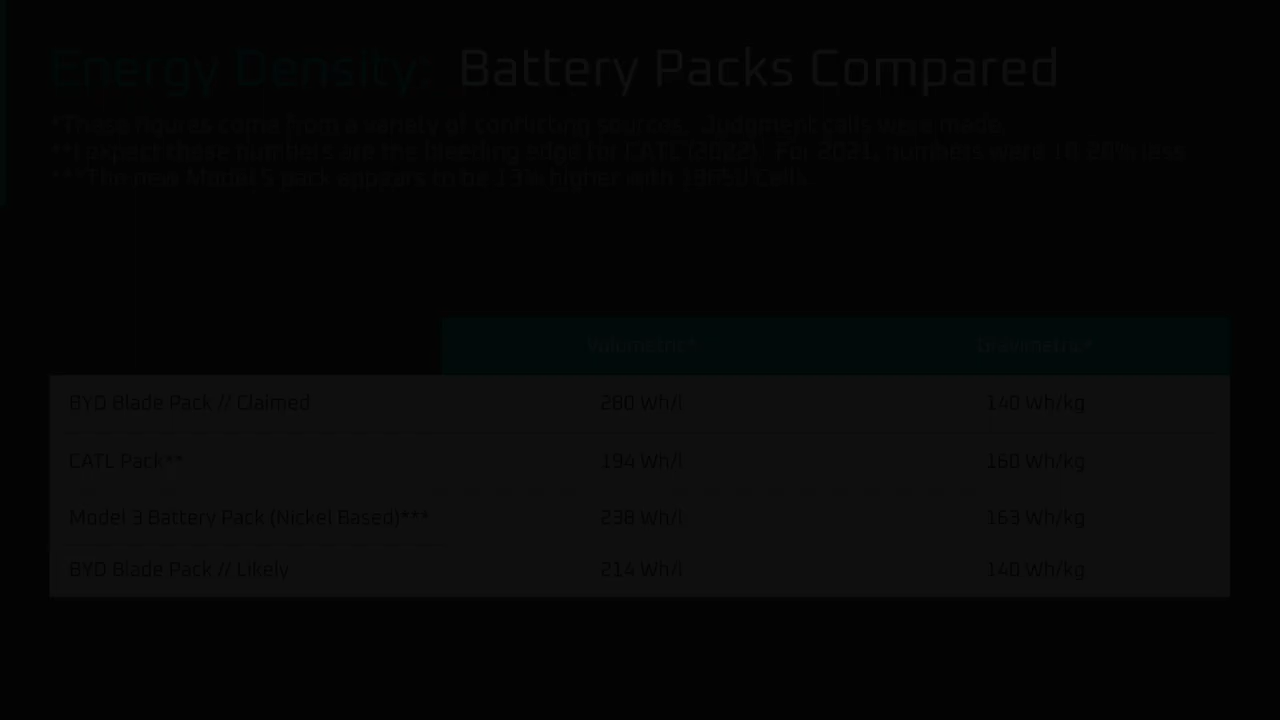 Energy Density: Battery Packs Compared
*These figures come from a variety of conflicting sources. Judgment calls were made.
**I expect these numbers are the bleeding edge for CATL (2022). For 2021, numbers were 10-20% less.
***The new Model S pack appears to be 13% higher with 18650 Cells.
Volumetric* Gravimetric*
BYD Blade Pack // Claimed 280 Wh/l 140 Wh/kg
CATL Pack** 194 Wh/l 160 Wh/kg
Model 3 Battery Pack (Nickel Based)*** 238 Wh/l 163 Wh/kg
BYD Blade Pack // Likely 214 Wh/l 140 Wh/kg